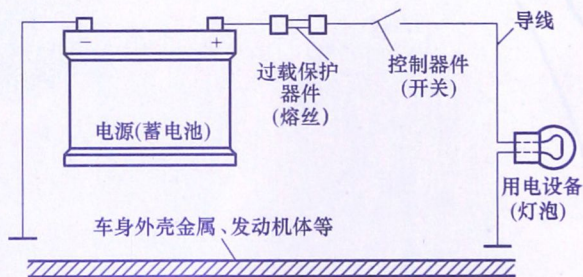 导线
− +
过载保护
器件
(熔丝)
控制器件
(开关)
电源(蓄电池)
用电设备
(灯泡)
车身外壳金属、发动机体等